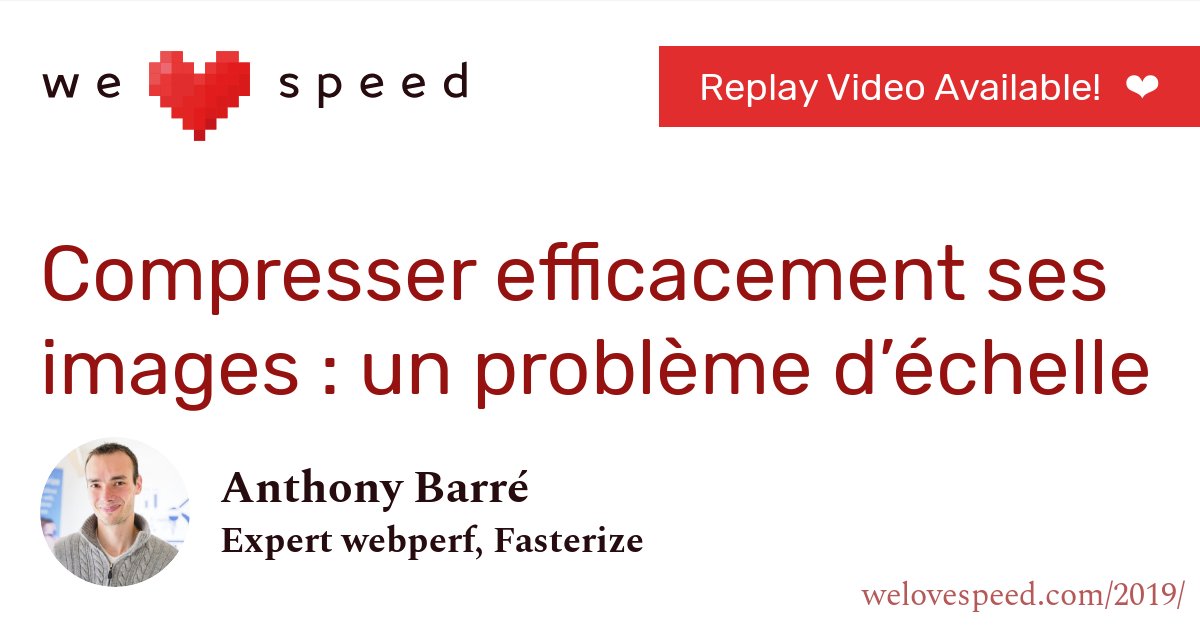 we speed
Replay Video Available! ❤
Compresser efficacement ses
images : un problème d’échelle
Anthony Barré
Expert webperf, Fasterize
welovespeed.com/2019/